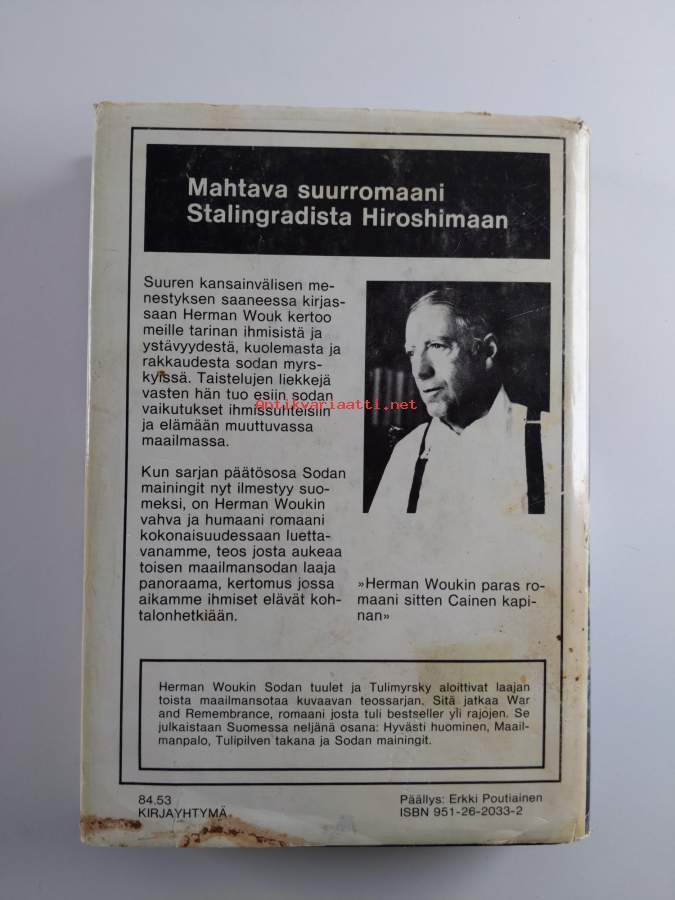 Mahtava suurromaani
Stalingradista Hiroshimaan
Suuren kansainvälisen me-
nestyksen saaneessa kirjas-
saan Herman Wouk kertoo
meille tarinan ihmisistä ja
ystävyydestä, kuolemasta ja
rakkaudesta sodan myrs-
kyissä. Taistelujen liekkejä
vasten hän tuo esiin sodan
vaikutukset ihmissuhteisiin
ja elämään muuttuvassa
maailmassa.
Kun sarjan päätösosa Sodan
mainingit nyt ilmestyy suo-
meksi, on Herman Woukin
vahva ja humaani romaani
kokonaisuudessaan luetta-
vanamme, teos josta aukeaa
toisen maailmansodan laaja
panoraama, kertomus jossa
aikamme ihmiset elävät koh-
talonhetkiään.
Antikvariaatti.net
»Herman Woukin paras ro-
maani sitten Cainen kapi-
nan»
Herman Woukin Sodan tuulet ja Tulimyrsky aloittivat laajan
toista maailmansotaa kuvaavan teossarjan. Sitä jatkaa War
and Remembrance, romaani josta tuli bestseller yli rajojen. Se
julkaistaan Suomessa neljänä osana: Hyvästi huominen, Maail-
manpalo, Tulipilven takana ja Sodan mainingit.
84.53
KIRJAYHTYMÄ
Päällys: Erkki Poutiainen
ISBN 951-26-2033-2